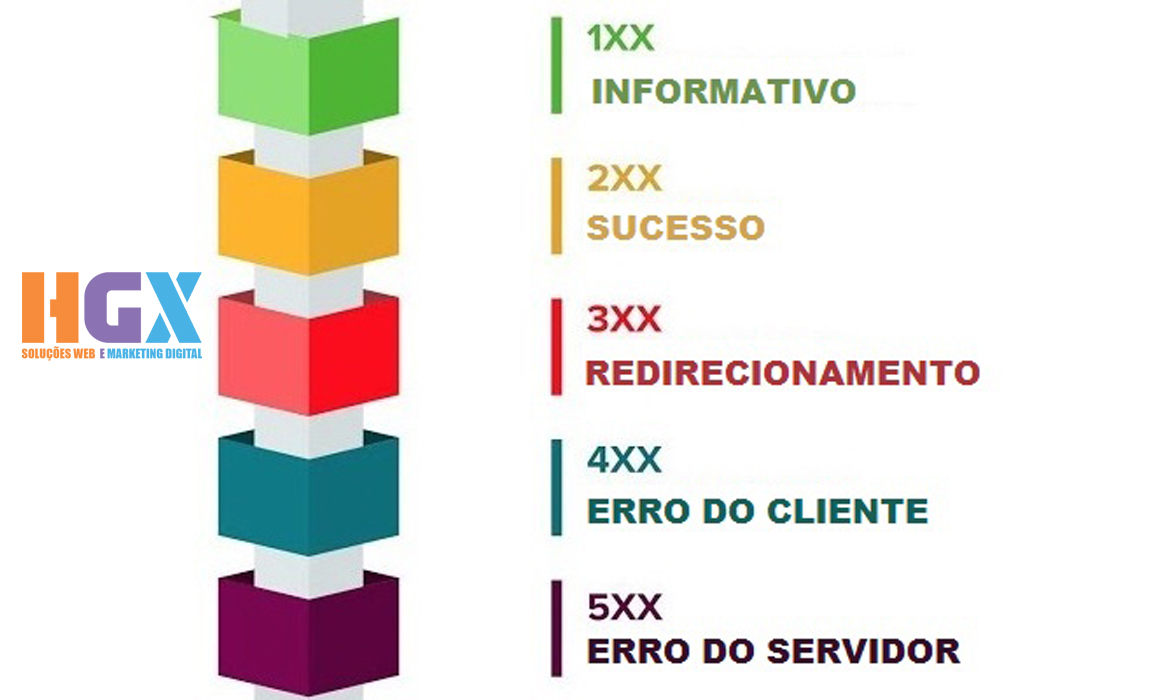 1XX
INFORMATIVO
2XX
SUCESSO
HGX
SOLUÇÕES WEB E MARKETING DIGITAL
3XX
REDIRECIONAMENTO
4XX
ERRO DO CLIENTE
5XX
ERRO DO SERVIDOR